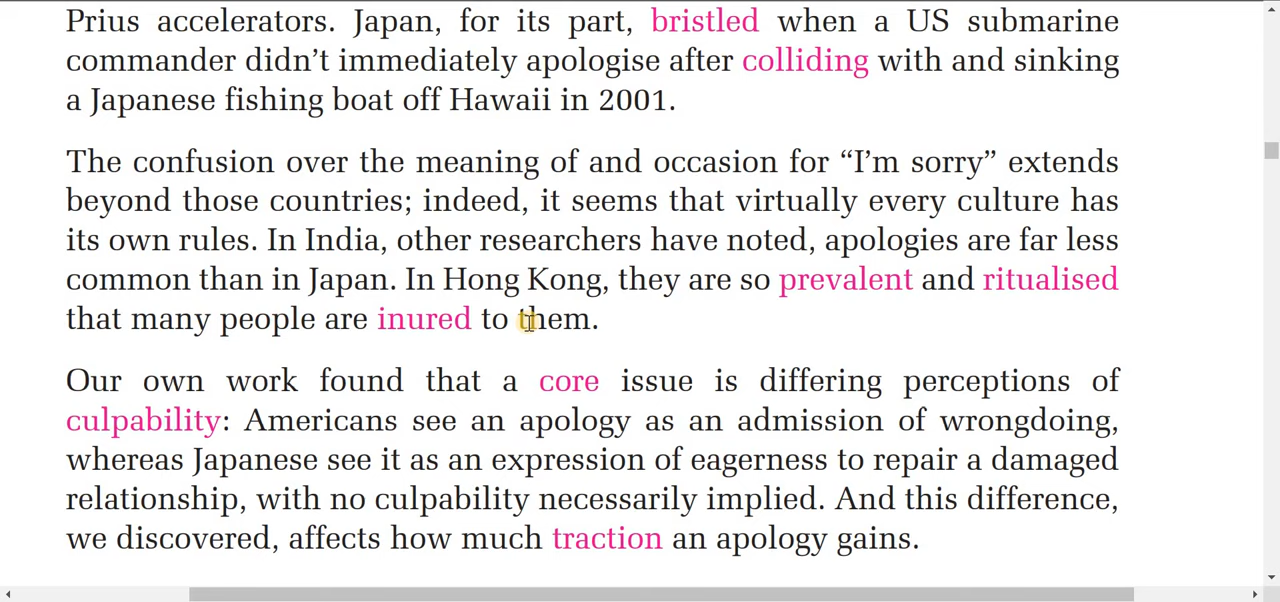 Prius accelerators. Japan, for its part, bristled when a US submarine
commander didn’t immediately apologise after colliding with and sinking
a Japanese fishing boat off Hawaii in 2001.
The confusion over the meaning of and occasion for “I’m sorry” extends
beyond those countries; indeed, it seems that virtually every culture has
its own rules. In India, other researchers have noted, apologies are far less
common than in Japan. In Hong Kong, they are so prevalent and ritualised
that many people are inured to them.
Our own work found that a core issue is differing perceptions of
culpability: Americans see an apology as an admission of wrongdoing,
whereas Japanese see it as an expression of eagerness to repair a damaged
relationship, with no culpability necessarily implied. And this difference,
we discovered, affects how much traction an apology gains.